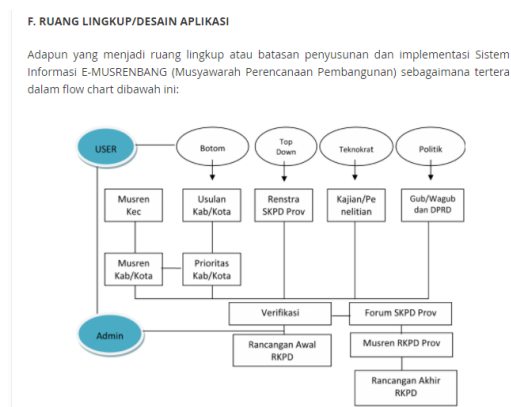 F. RUANG LINGKUP/DESAIN APLIKASI
Adapun yang menjadi ruang lingkup atau batasan penyusunan dan implementasi Sistem
Informasi E-MUSRENBANG (Musyawarah Perencanaan Pembangunan) sebagaimana tertera
dalam flow chart dibawah ini:
USER
Botom
Top
Down
Teknokrat
Politik
Musren
Kec
Usulan
Kab/Kota
Renstra
SKPD Prov
Kajian/Pe
nelitian
Gub/Wagub
dan DPRD
Musren
Kab/Kota
Prioritas
Kab/Kota
Verifikasi
Forum SKPD Prov
Admin
Rancangan Awal
RKPD
Musren RKPD Prov
Rancangan Akhir
RKPD